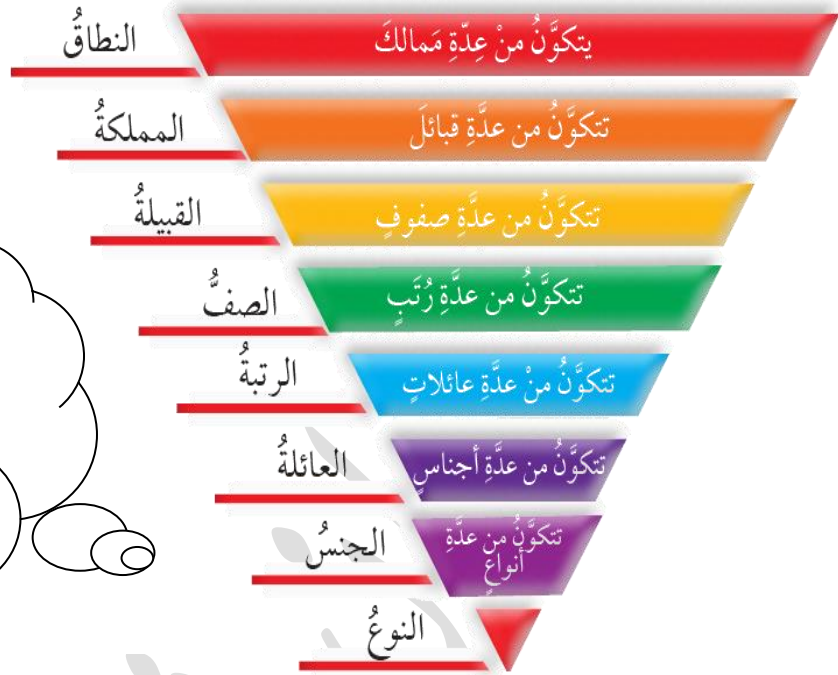 النطاقُ
يتكوَّنُ منْ عِدّةِ مَمالكَ
المملكةُ
تتكوَّنُ من عدَّةِ قبائلَ
القبيلةُ
تتكوَّنُ من عدَّةِ صفوفٍ
الصفُّ
تتكوَّنُ من عدَّةِ رُتَبٍ
الرتبةُ
تتكوَّنُ منْ عدَّةِ عائلاتٍ
العائلةُ
تتكوَّنُ من عدَّةِ أجناسٍ
الجنسُ
تتكوَّنُ من عدَّةِ
أنواعٍ
النوعُ